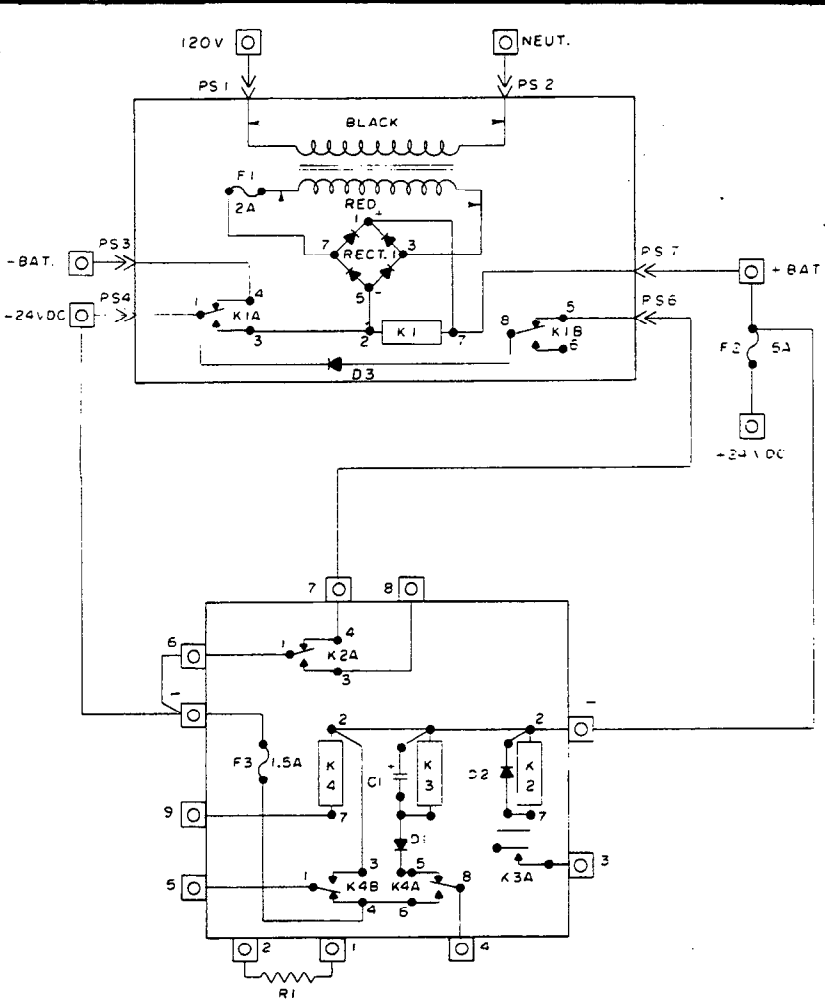 120V NEUT.
PS1 PS2
BLACK
F1
2A RED
1 +
7 RECT.1 3
5 -
-BAT. PS3
PS7 +BAT
-24VDC PS4
PS6
1 4
K1A
3 2 K1 7
8 5
K1B
6
D3
F2 5A
7 8
6 1 4
K2A
3
-
2 2
F3 1.5A
K4 C1 + K3 D2 K2
9 7 7
D1
K3A 3
5 1 3
K4B K4A 5 8
4 6
2 1 4
R1